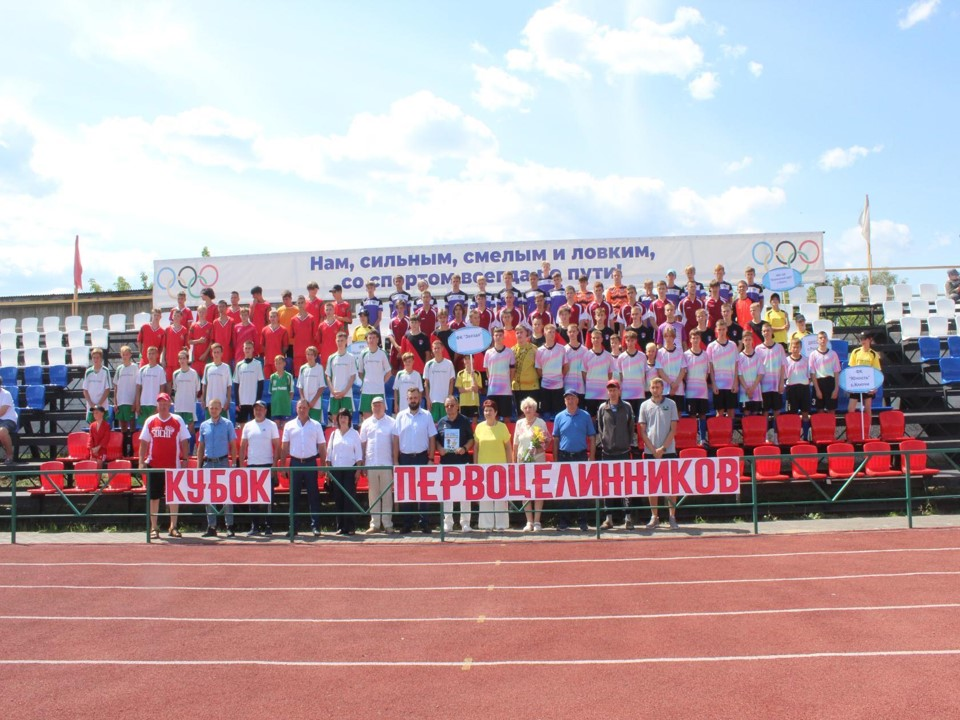 Нам, сильным, смелым и ловким,
со спортом всегда по пути!
КУБОК ПЕРВОЦЕЛИННИКОВ